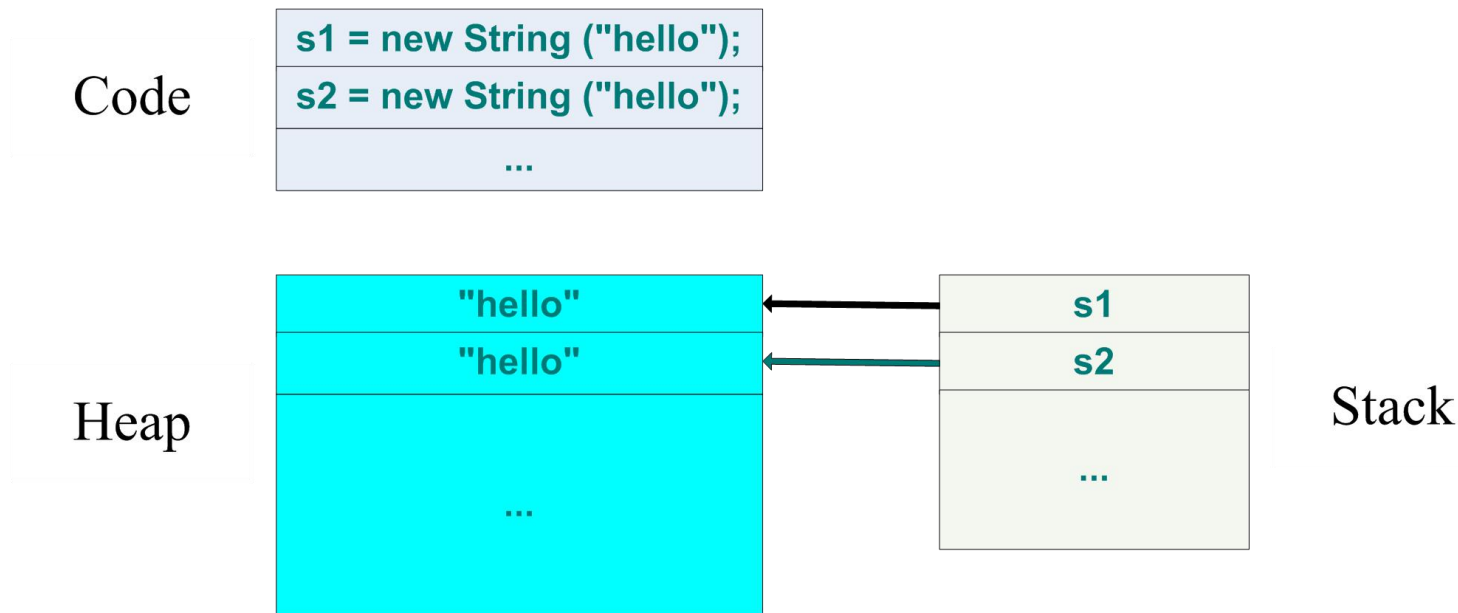 Code
s1 = new String ("hello");
s2 = new String ("hello");
...
Heap
"hello"
"hello"
...
s1
s2
...
Stack